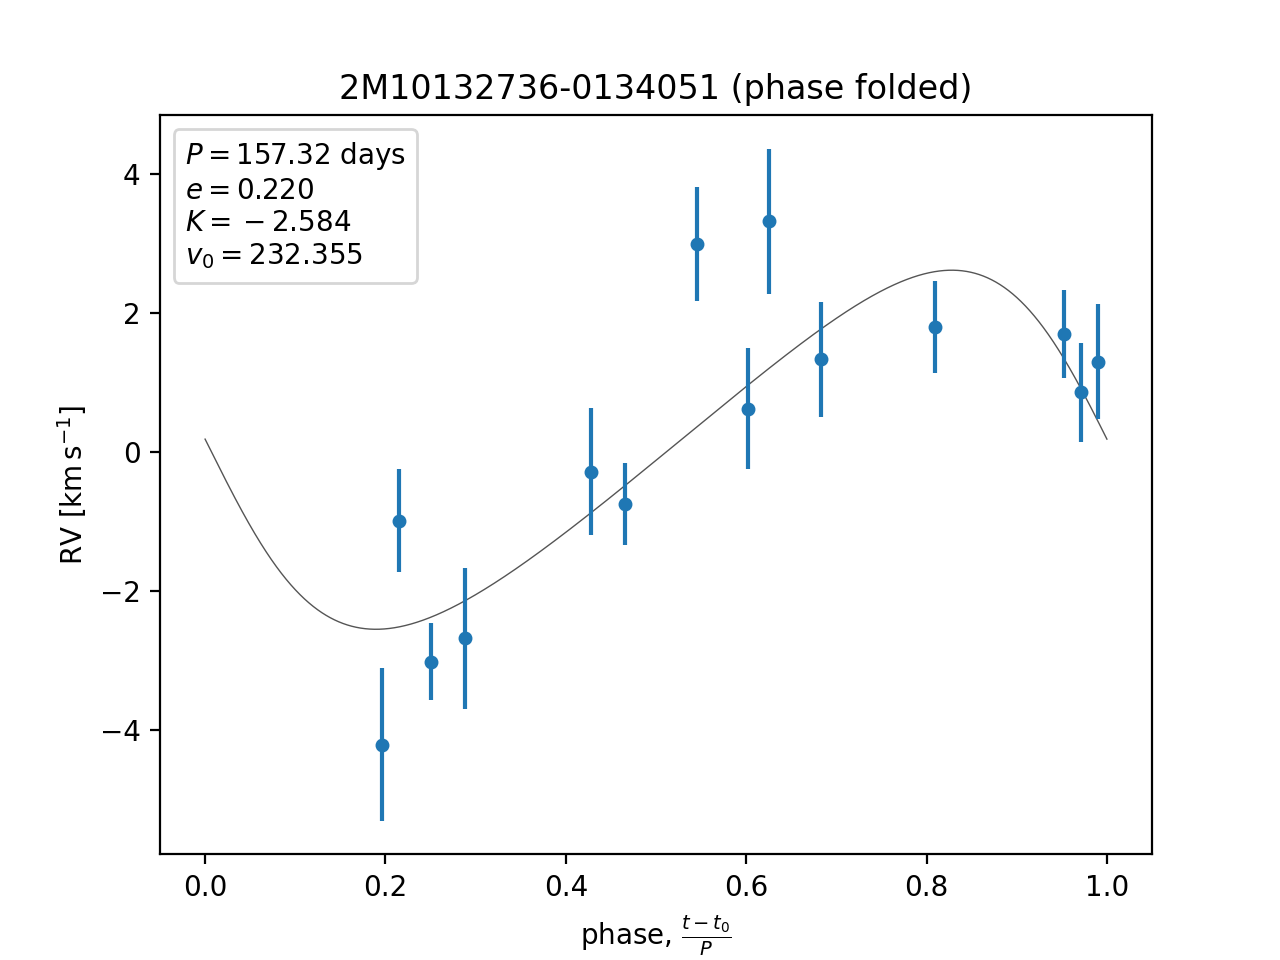 2M10132736-0134051 (phase folded)
P = 157.32 days
e = 0.220
K = −2.584
v₀ = 232.355
RV [km s⁻¹]
4
2
0
−2
−4
0.0 0.2 0.4 0.6 0.8 1.0
phase, (t − t₀)/P